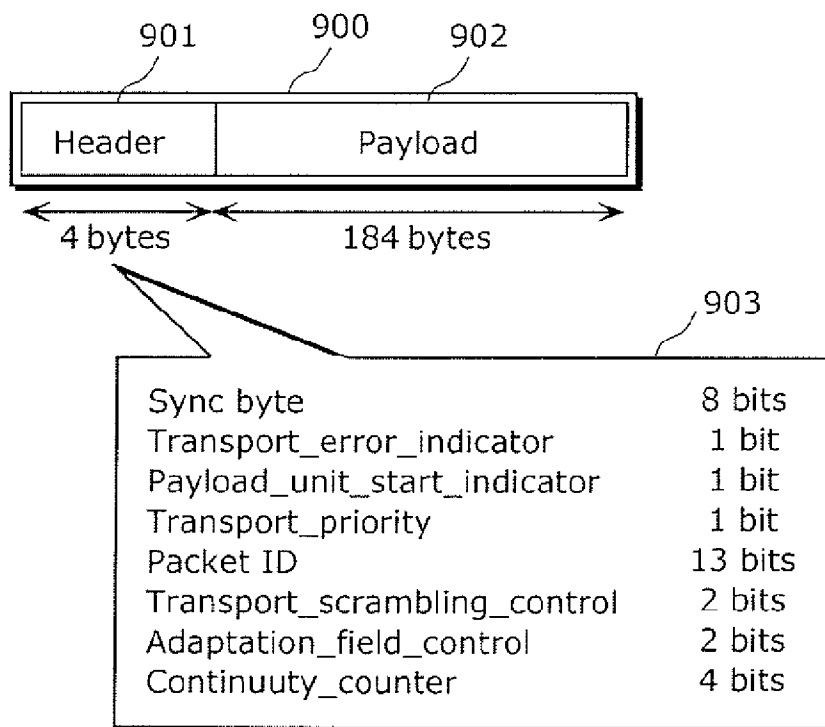 901 900 902
Header Payload
4 bytes 184 bytes
903
Sync byte 8 bits
Transport_error_indicator 1 bit
Payload_unit_start_indicator 1 bit
Transport_priority 1 bit
Packet ID 13 bits
Transport_scrambling_control 2 bits
Adaptation_field_control 2 bits
Continuuty_counter 4 bits